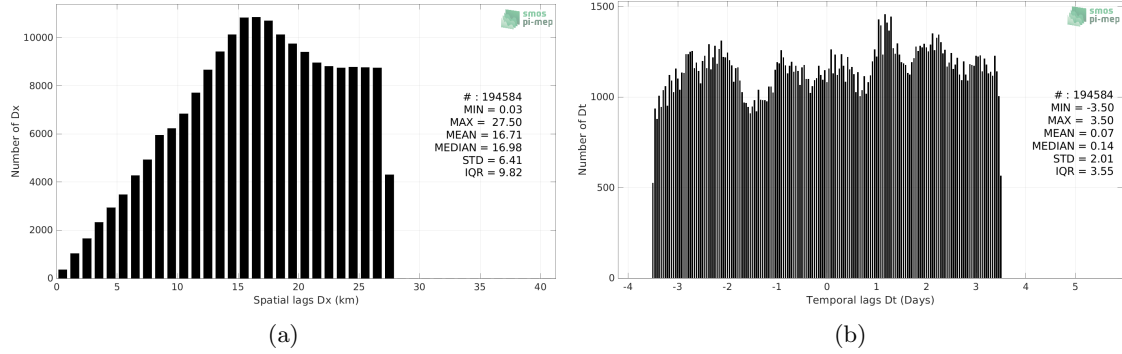 10000
8000
6000
4000
2000
0
Number of Dx
smos
pi-mep
# : 194584
MIN = 0.03
MAX = 27.50
MEAN = 16.71
MEDIAN = 16.98
STD = 6.41
IQR = 9.82
0 5 10 15 20 25 30 35 40
Spatial lags Dx (km)
(a)
1500
1000
500
0
Number of Dt
smos
pi-mep
# : 194584
MIN = -3.50
MAX = 3.50
MEAN = 0.07
MEDIAN = 0.14
STD = 2.01
IQR = 3.55
-4 -3 -2 -1 0 1 2 3 4 5
Temporal lags Dt (Days)
(b)